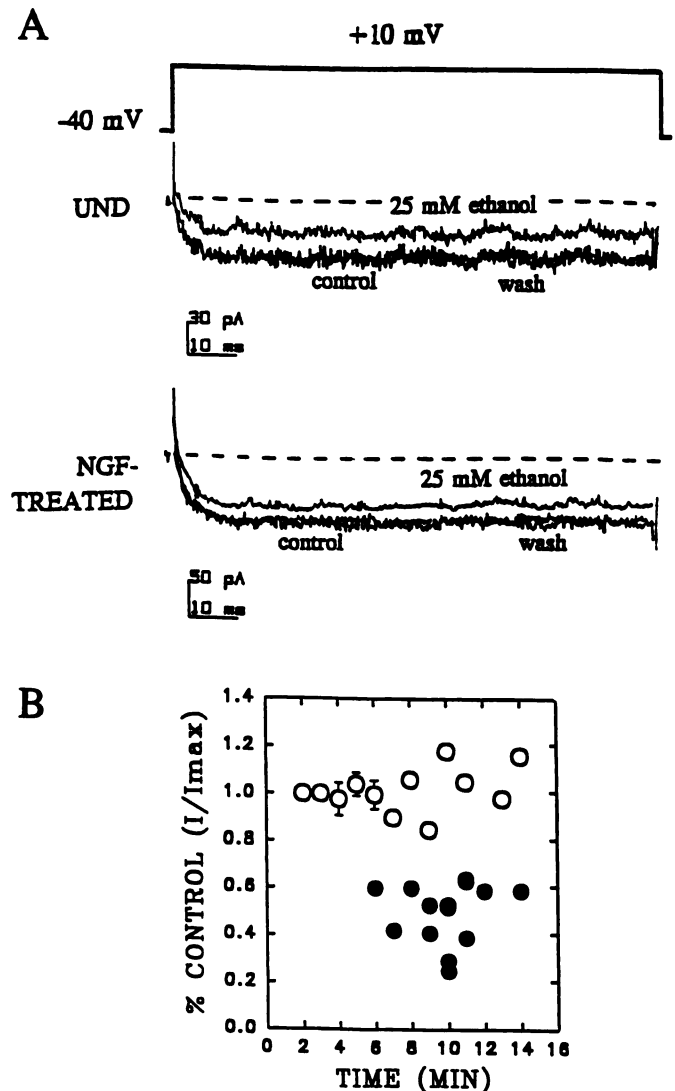 A
+10 mV
-40 mV
UND
25 mM ethanol
control wash
30 pA
10 ms
NGF-
TREATED
25 mM ethanol
control wash
50 pA
10 ms
B
% CONTROL (I/Imax)
1.4
1.2
1.0
0.8
0.6
0.4
0.2
0.0
0 2 4 6 8 10 12 14 16
TIME (MIN)